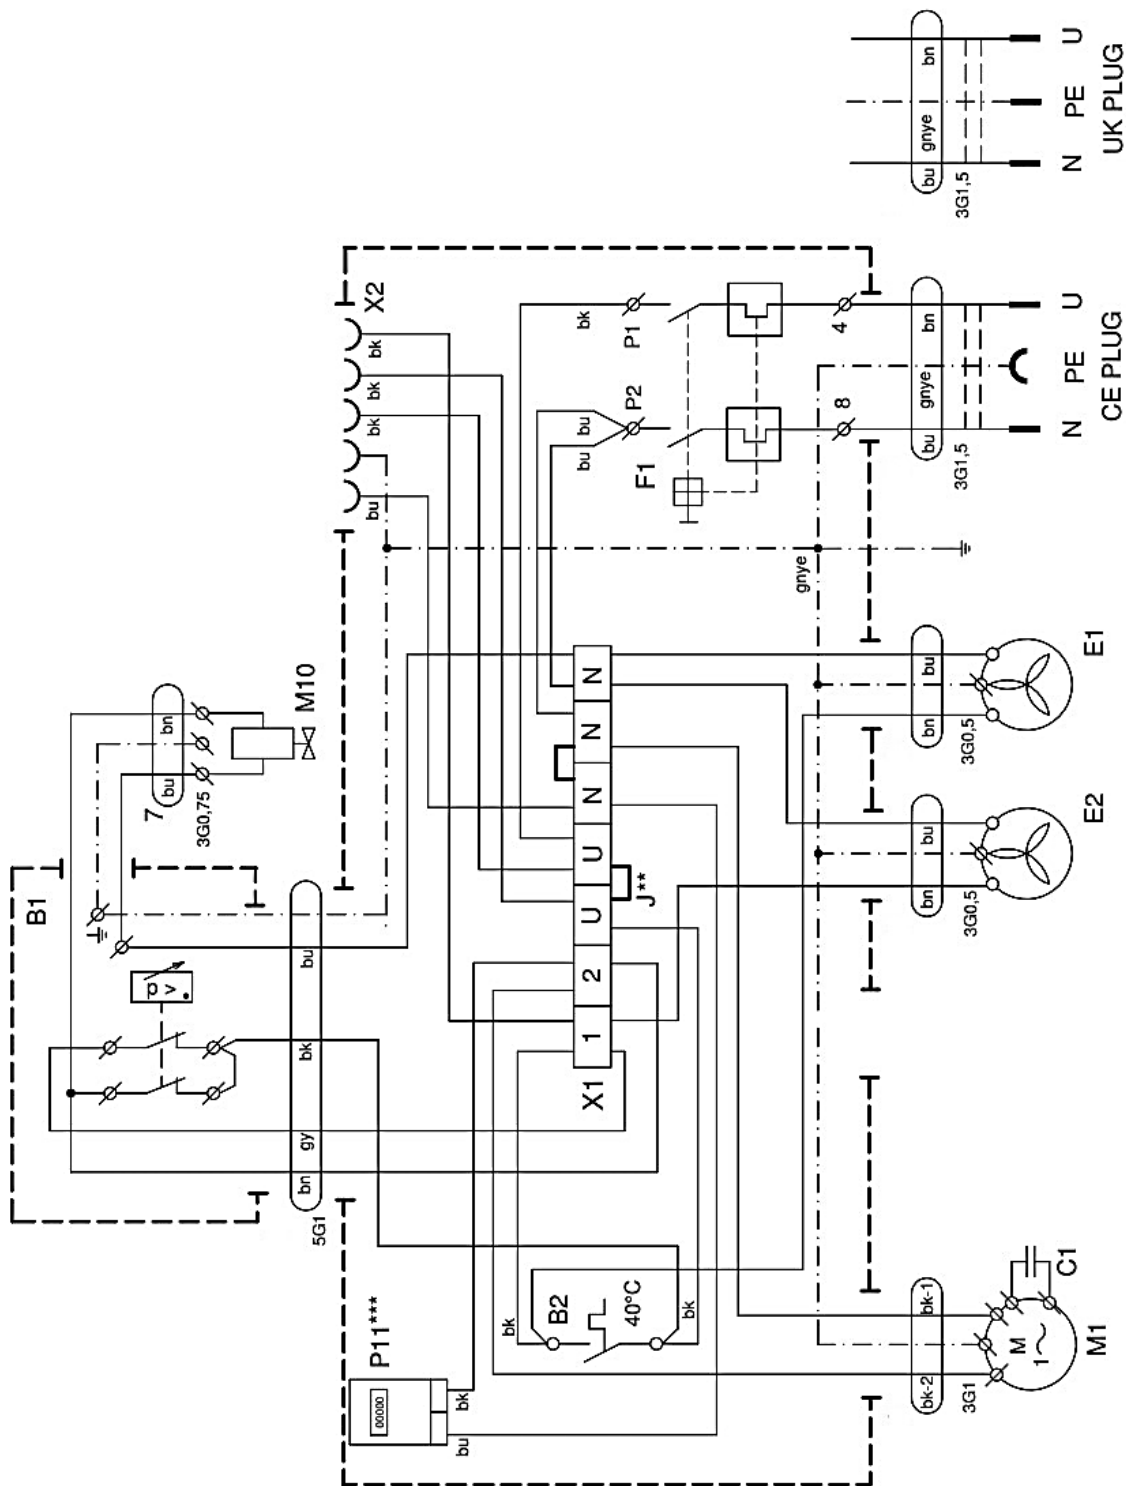 B1
7
bu bn
p
v
3G0,75
M10
bn gy bk bu
5G1
X2
bu bk bk bk
P11***
00000
bu bk
bk
B2
40°C
bk
X1 1 2 U U N N N
J**
bu bu bk
F1
P2 P1
gnye
8 4
bk-2 bk-1
bn bu
bn bu
bu gnye bn
bu gnye bn
3G1
3G0,5
3G0,5
3G1,5
3G1,5
M
1~
C1
N PE U
N PE U
M1
E2
E1
CE PLUG
UK PLUG